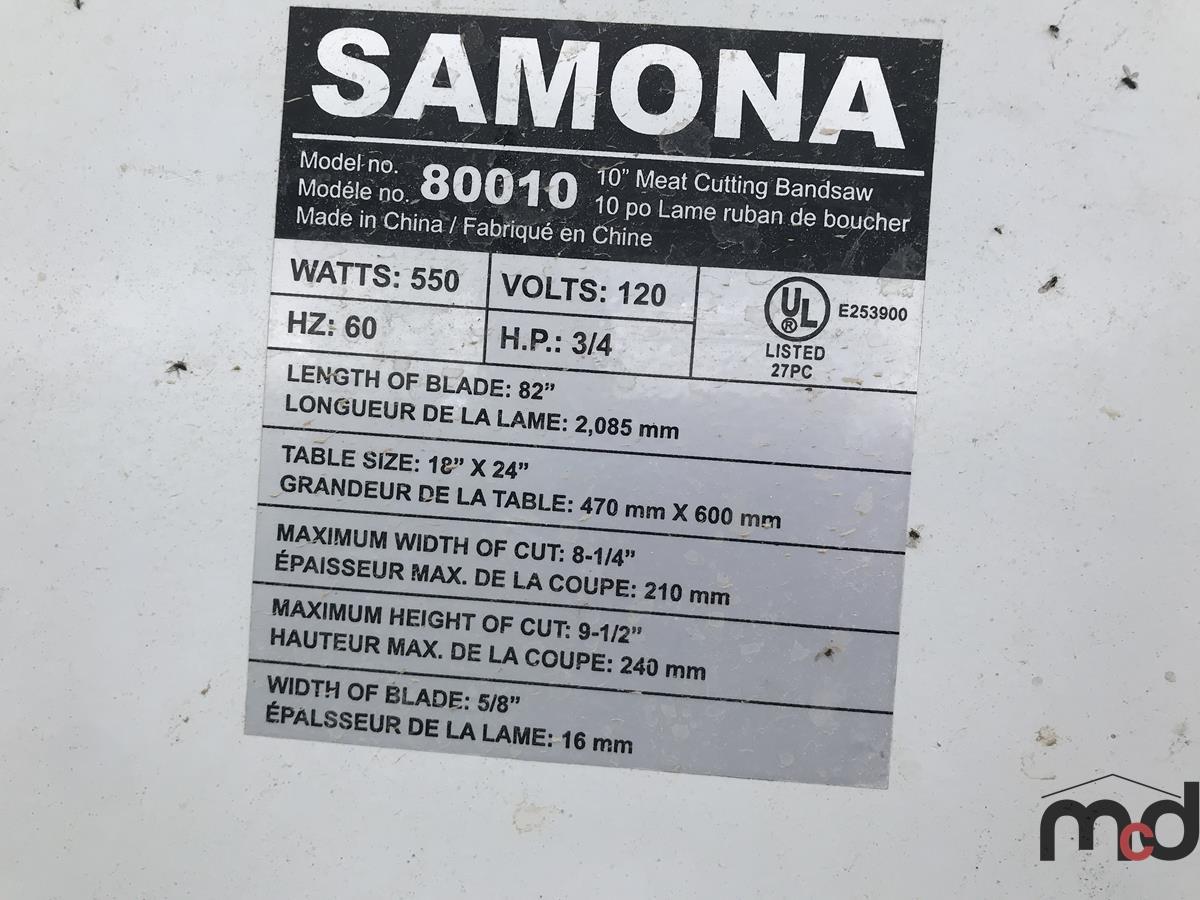 SAMONA
Model no.
Modéle no. 80010
10” Meat Cutting Bandsaw
10 po Lame ruban de boucher
Made in China / Fabriqué en Chine
WATTS: 550
VOLTS: 120
HZ: 60
H.P.: 3/4
UL
®
E253900
LISTED
27PC
LENGTH OF BLADE: 82”
LONGUEUR DE LA LAME: 2,085 mm
TABLE SIZE: 18” X 24”
GRANDEUR DE LA TABLE: 470 mm X 600 mm
MAXIMUM WIDTH OF CUT: 8-1/4”
ÉPAISSEUR MAX. DE LA COUPE: 210 mm
MAXIMUM HEIGHT OF CUT: 9-1/2”
HAUTEUR MAX. DE LA COUPE: 240 mm
WIDTH OF BLADE: 5/8”
ÉPALSSEUR DE LA LAME: 16 mm
mcd